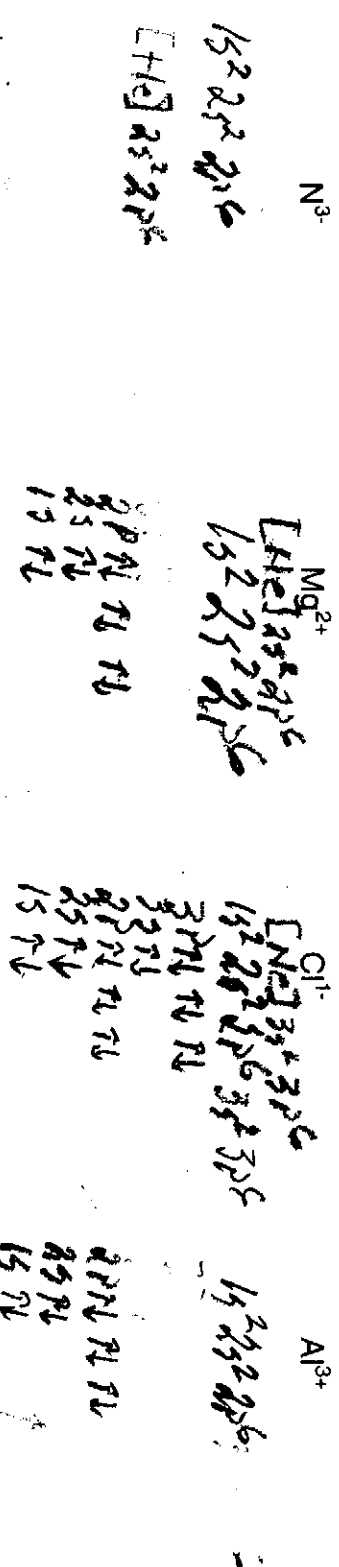 N³⁻
1s² 2s² 2p⁶
[He] 2s² 2p⁶
Mg²⁺
[He] 2s² 2p⁶
1s² 2s² 2p⁶
2p ↑↓ ↑↓ ↑↓
2s ↑↓
1s ↑↓
Cl¹⁻
[Ne] 3s² 3p⁶
1s² 2s² 2p⁶ 3s² 3p⁶
3p ↑↓ ↑↓ ↑↓
3s ↑↓
2p ↑↓ ↑↓ ↑↓
2s ↑↓
1s ↑↓
Al³⁺
1s² 2s² 2p⁶
2p ↑↓ ↑↓ ↑↓
2s ↑↓
1s ↑↓